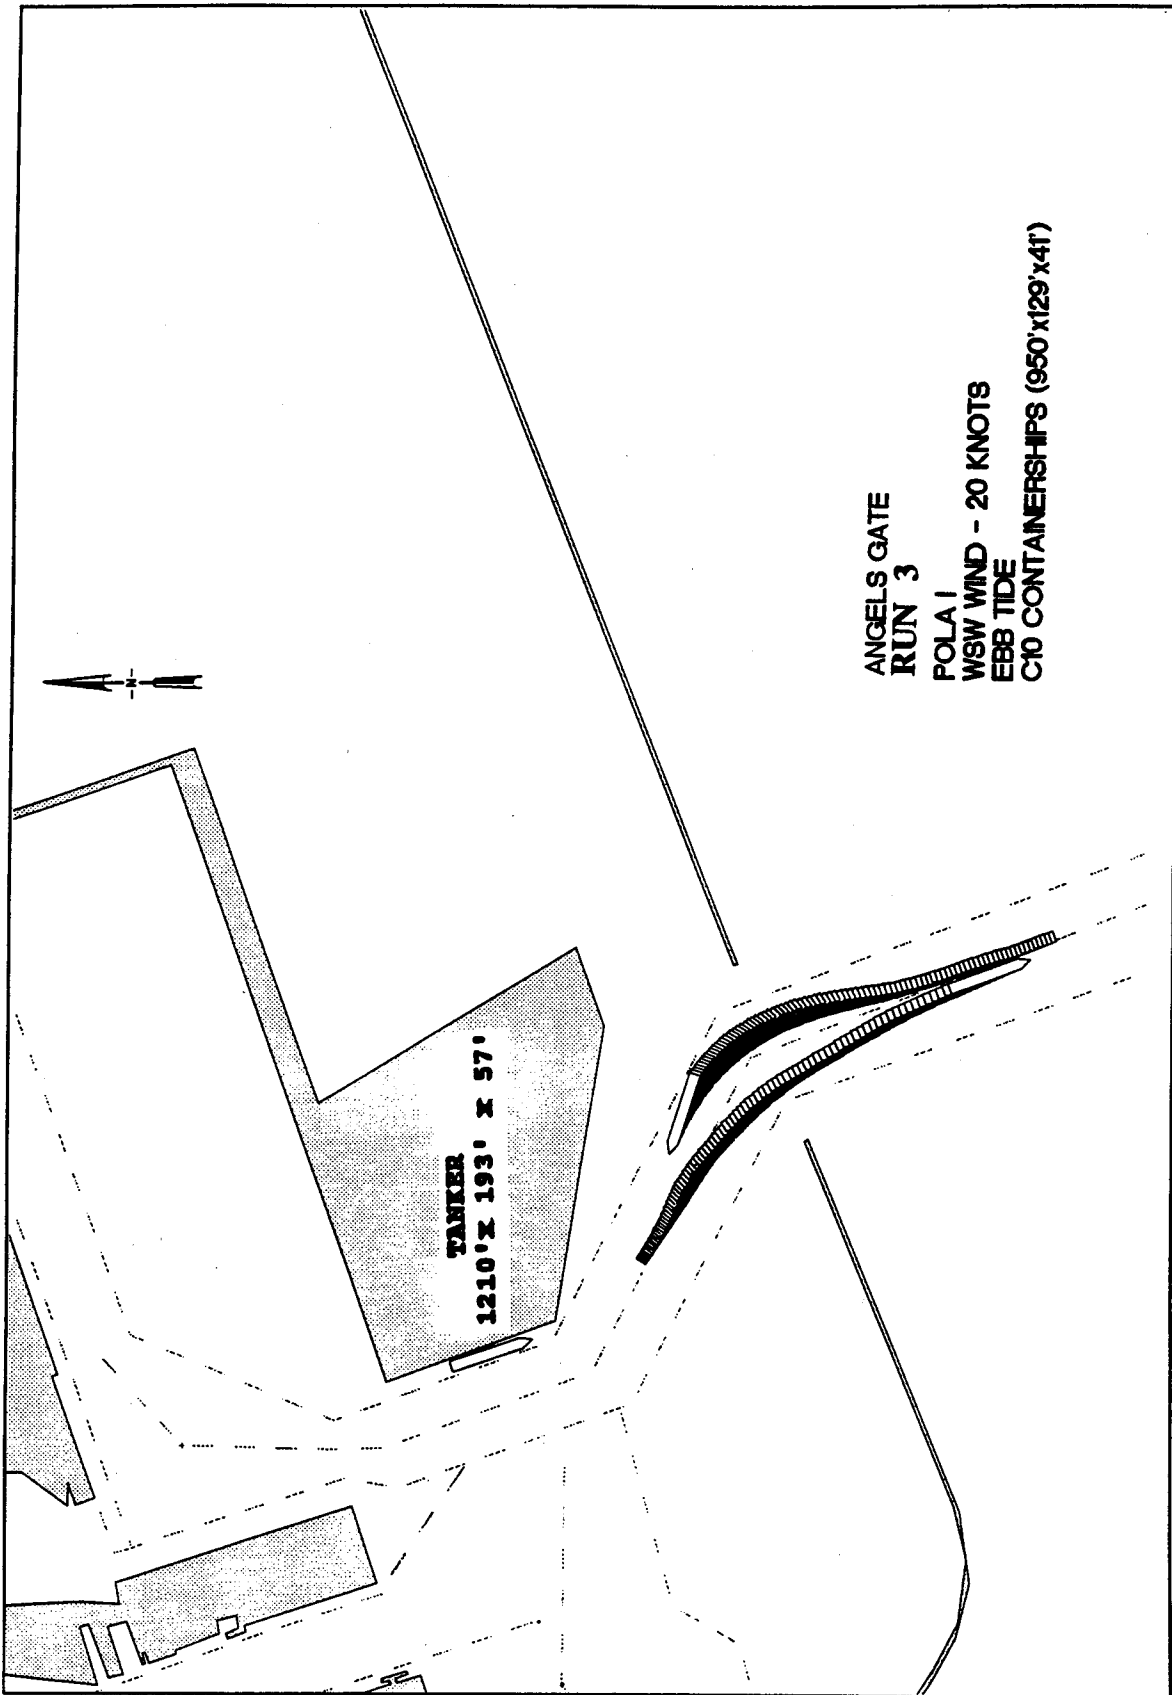 N
TANKER
1210'x 193' x 57'
ANGELS GATE
RUN 3
POLA I
WSW WIND - 20 KNOTS
EBB TIDE
C10 CONTAINERSHIPS (950'x129'x41')